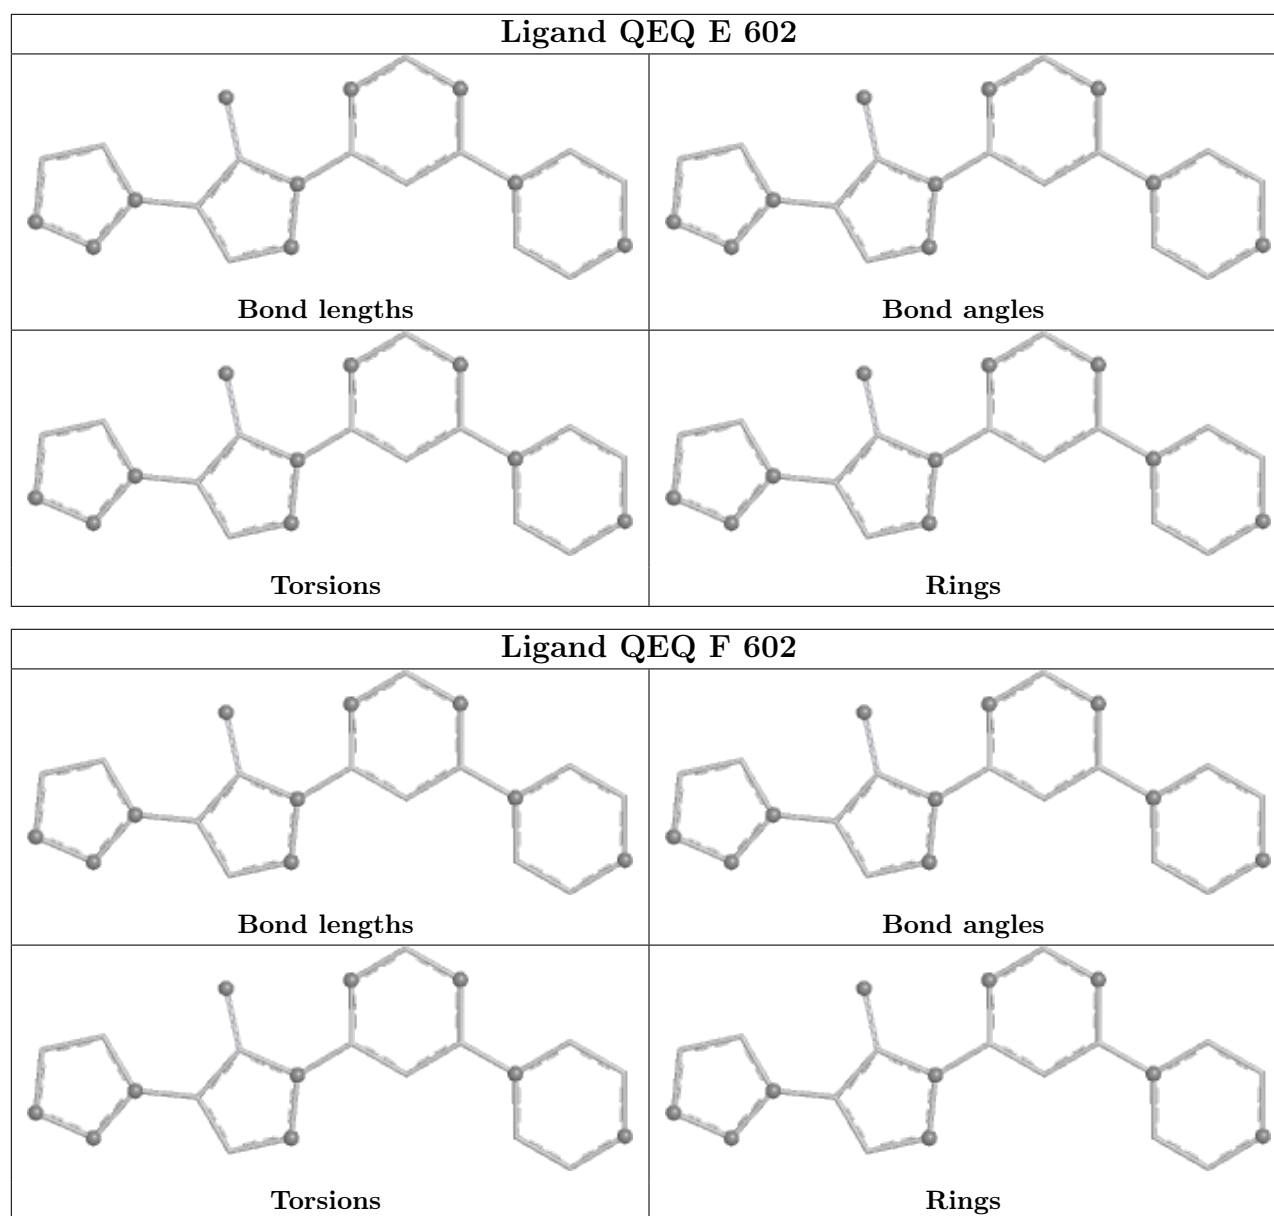 Ligand QEQ E 602
Bond lengths
Bond angles
Torsions
Rings
Ligand QEQ F 602
Bond lengths
Bond angles
Torsions
Rings